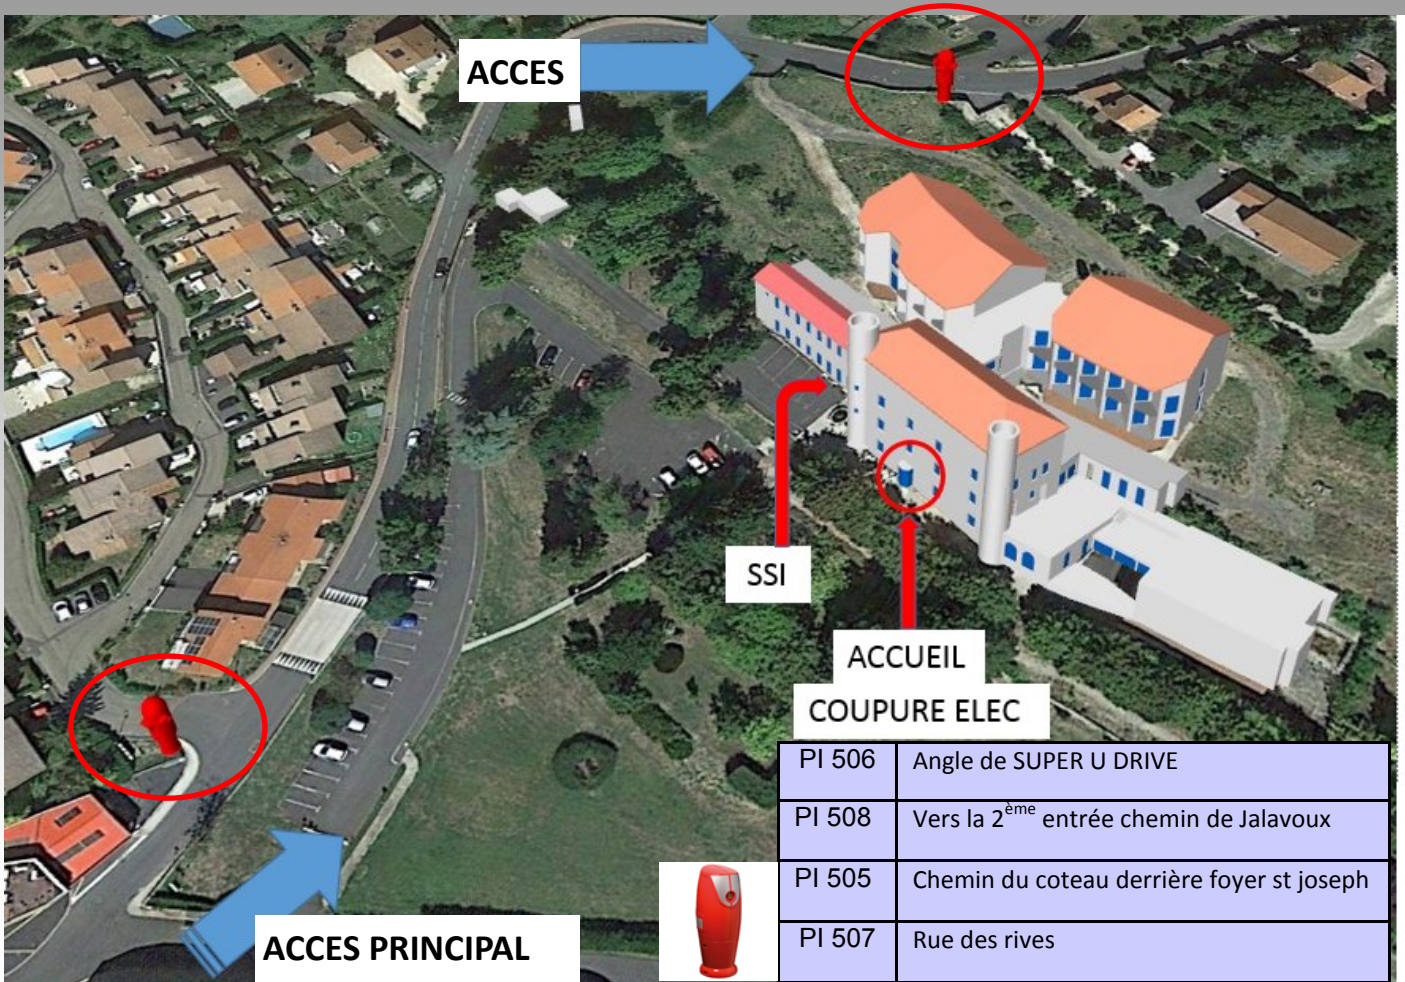 ACCES
SSI
ACCUEIL
COUPURE ELEC
PI 506 Angle de SUPER U DRIVE
PI 508 Vers la 2ème entrée chemin de Jalavoux
PI 505 Chemin du coteau derrière foyer st joseph
PI 507 Rue des rives
ACCES PRINCIPAL